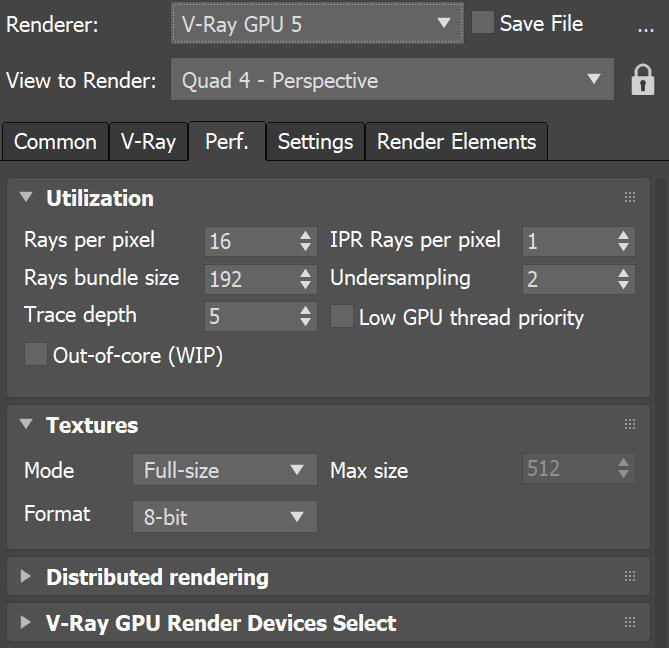 Renderer: V-Ray GPU 5 Save File ...
View to Render: Quad 4 - Perspective
Common V-Ray Perf. Settings Render Elements
Utilization
Rays per pixel 16 IPR Rays per pixel 1
Rays bundle size 192 Undersampling 2
Trace depth 5 Low GPU thread priority
Out-of-core (WIP)
Textures
Mode Full-size Max size 512
Format 8-bit
Distributed rendering
V-Ray GPU Render Devices Select